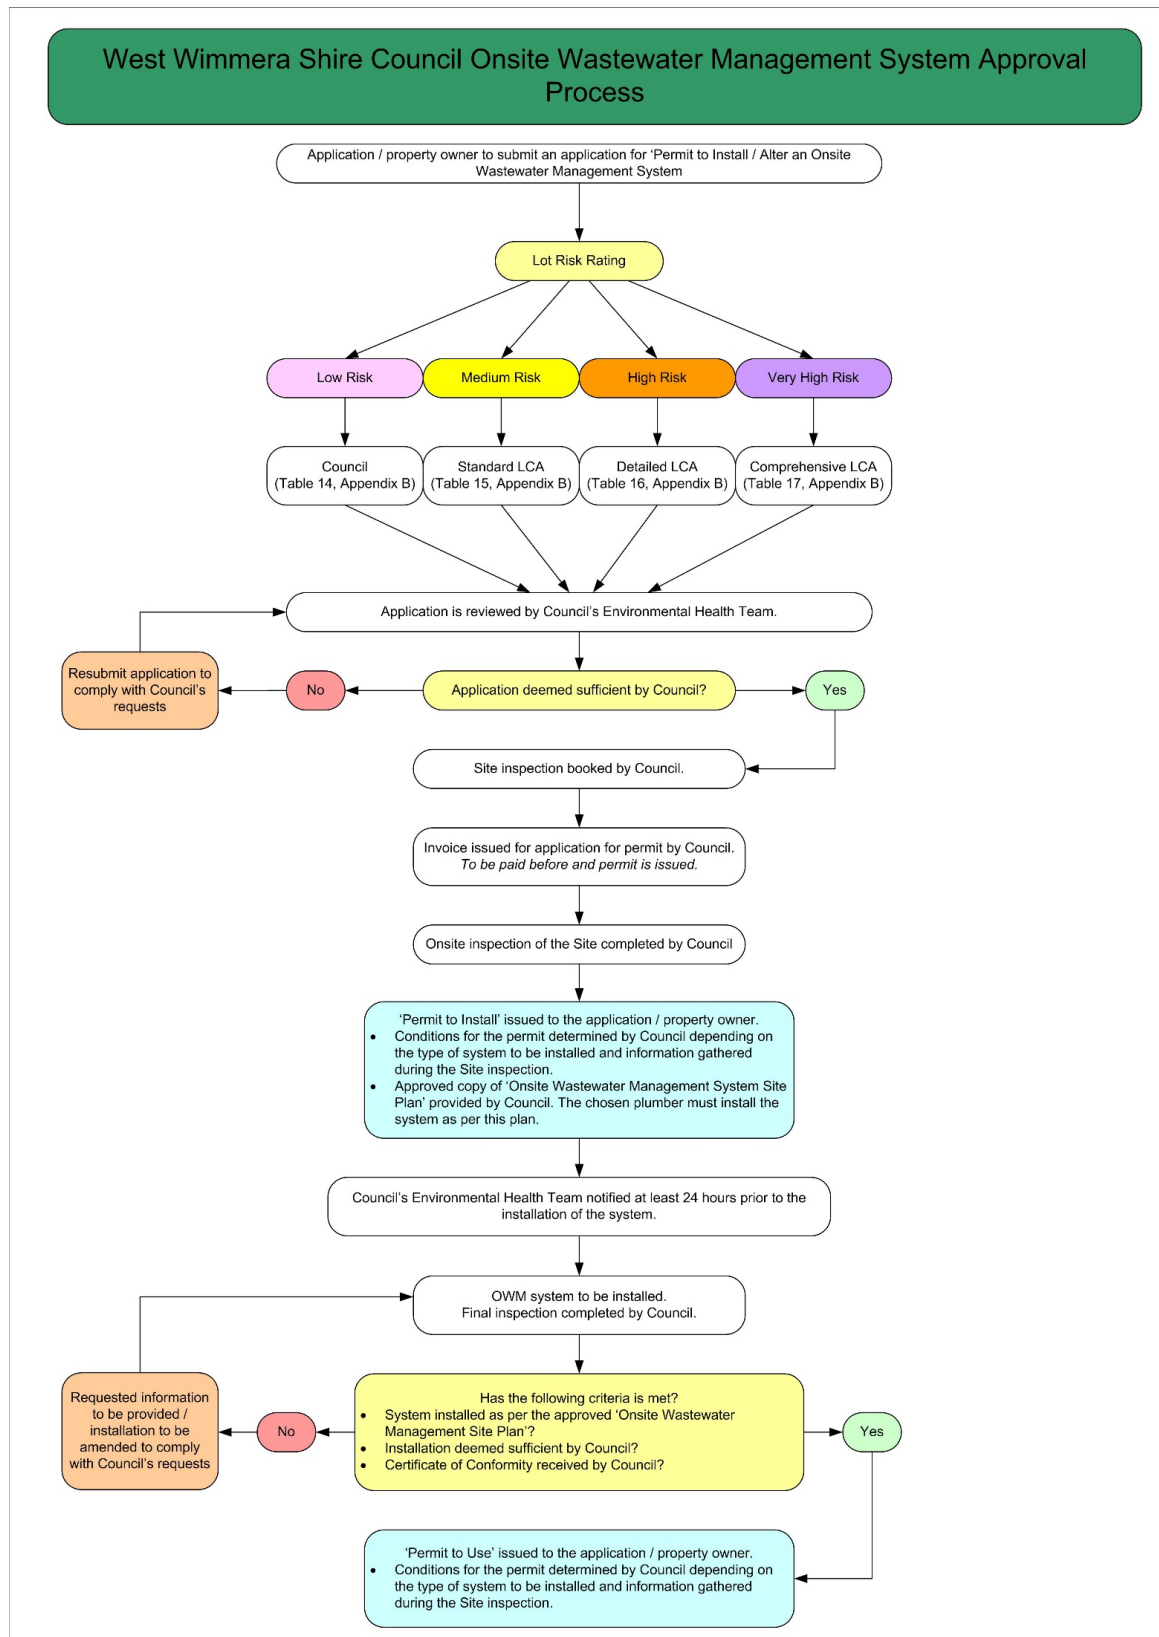 West Wimmera Shire Council Onsite Wastewater Management System Approval
Process
Application / property owner to submit an application for ‘Permit to Install / Alter an Onsite
Wastewater Management System
Lot Risk Rating
Low Risk
Medium Risk
High Risk
Very High Risk
Council
(Table 14, Appendix B)
Standard LCA
(Table 15, Appendix B)
Detailed LCA
(Table 16, Appendix B)
Comprehensive LCA
(Table 17, Appendix B)
Application is reviewed by Council’s Environmental Health Team.
Resubmit application to
comply with Council’s
requests
No
Application deemed sufficient by Council?
Yes
Site inspection booked by Council.
Invoice issued for application for permit by Council.
To be paid before and permit is issued.
Onsite inspection of the Site completed by Council
‘Permit to Install’ issued to the application / property owner.
• Conditions for the permit determined by Council depending on
the type of system to be installed and information gathered
during the Site inspection.
• Approved copy of ‘Onsite Wastewater Management System Site
Plan’ provided by Council. The chosen plumber must install the
system as per this plan.
Council’s Environmental Health Team notified at least 24 hours prior to the
installation of the system.
OWM system to be installed.
Final inspection completed by Council.
Requested information
to be provided /
installation to be
amended to comply
with Council’s requests
No
Has the following criteria is met?
• System installed as per the approved ‘Onsite Wastewater
Management Site Plan’?
• Installation deemed sufficient by Council?
• Certificate of Conformity received by Council?
Yes
‘Permit to Use’ issued to the application / property owner.
• Conditions for the permit determined by Council depending on
the type of system to be installed and information gathered
during the Site inspection.